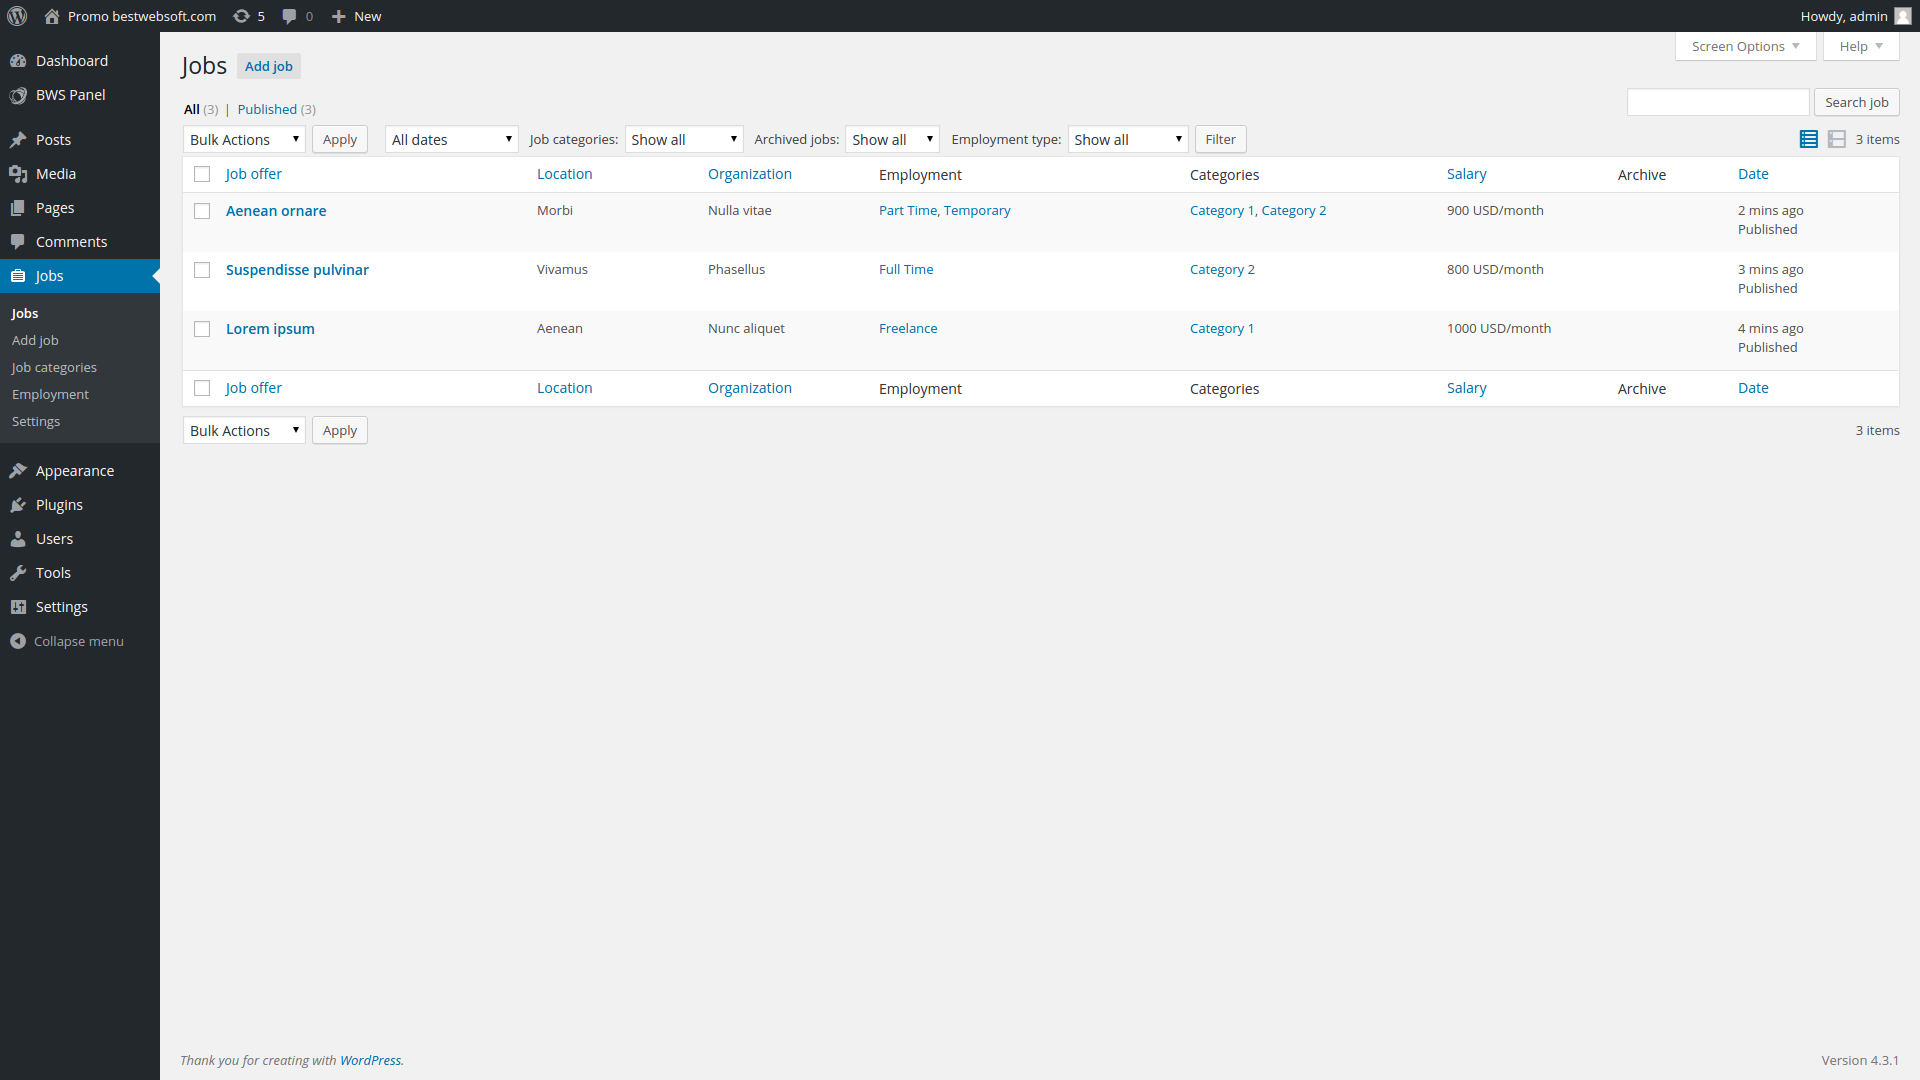 Promo bestwebsoft.com 5 0 New Howdy, admin
Screen Options Help
Dashboard
BWS Panel
Posts
Media
Pages
Comments
Jobs
Jobs
Add job
Job categories
Employment
Settings
Appearance
Plugins
Users
Tools
Settings
Collapse menu
Jobs Add job
All (3) | Published (3)
Search job
Bulk Actions Apply All dates Job categories: Show all Archived jobs: Show all Employment type: Show all Filter 3 items
Job offer Location Organization Employment Categories Salary Archive Date
Aenean ornare Morbi Nulla vitae Part Time, Temporary Category 1, Category 2 900 USD/month 2 mins ago
Published
Suspendisse pulvinar Vivamus Phasellus Full Time Category 2 800 USD/month 3 mins ago
Published
Lorem ipsum Aenean Nunc aliquet Freelance Category 1 1000 USD/month 4 mins ago
Published
Job offer Location Organization Employment Categories Salary Archive Date
Bulk Actions Apply 3 items
Thank you for creating with WordPress. Version 4.3.1